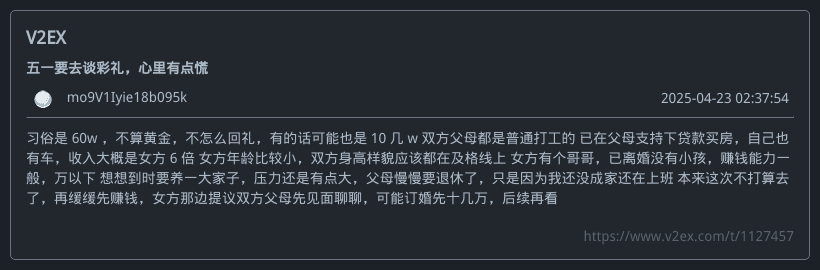 V2EX
五一要去谈彩礼，心里有点慌
mo9V1Iyie18b095k
2025-04-23 02:37:54
习俗是 60w ，不算黄金，不怎么回礼，有的话可能也是 10 几 w 双方父母都是普通打工的 已在父母支持下贷款买房，自己也
有车，收入大概是女方 6 倍 女方年龄比较小，双方身高样貌应该都在及格线上 女方有个哥哥，已离婚没有小孩，赚钱能力一
般，万以下 想想到时要养一大家子，压力还是有点大，父母慢慢要退休了，只是因为我还没成家还在上班 本来这次不打算去
了，再缓缓先赚钱，女方那边提议双方父母先见面聊聊，可能订婚先十几万，后续再看
https://www.v2ex.com/t/1127457